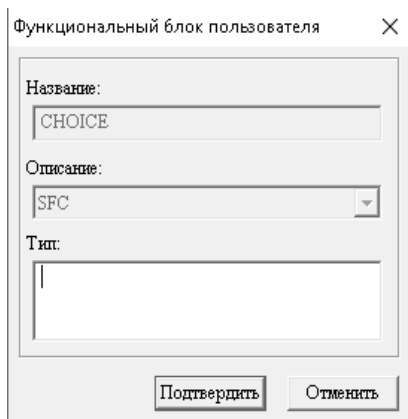 Функциональный блок пользователя
Название:
CHOICE
Описание:
SFC
Тип:
Подтвердить Отменить